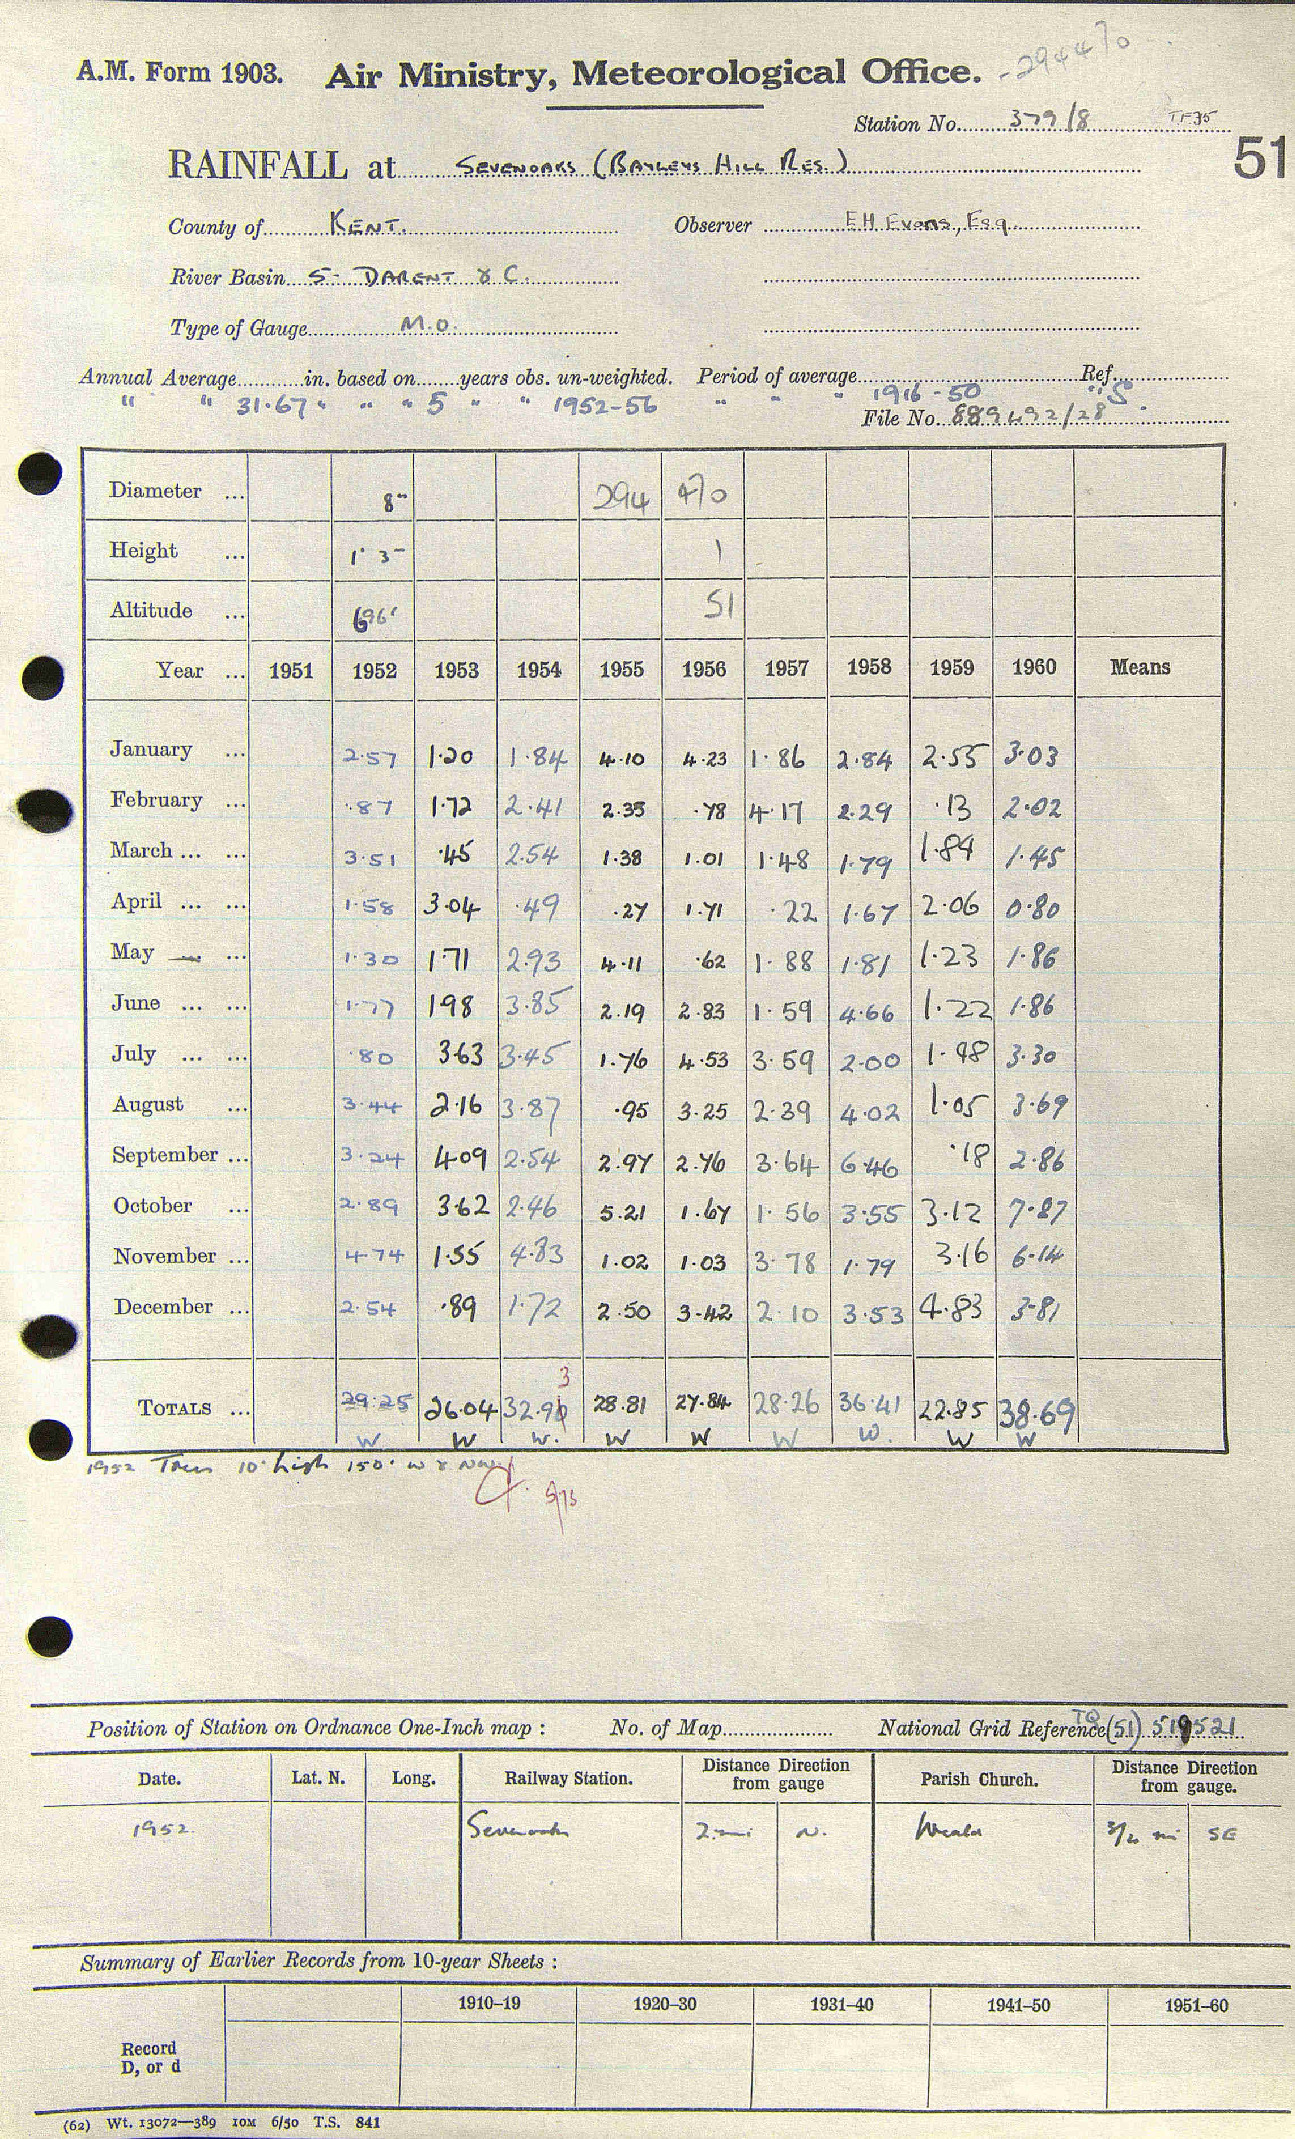 -294470
A.M. Form 1903. Air Ministry, Meteorological Office.
Station No. 379/8 TF35
51
RAINFALL at Sevenoaks (Bayleys Hill Res.)
County of Kent. Observer E.H. Evans, Esq.
River Basin 5- Darent & C.
Type of Gauge M.O.
Annual Average in. based on years obs. un-weighted. Period of average Ref.
" " 31.67 " " " 5 " " 1952-56 " " " 1916-50 " 5
File No. 889492/28
Diameter ... 8" 294 470
Height ... 1' 3" 1
Altitude ... 696' 51
Year ... 1951 1952 1953 1954 1955 1956 1957 1958 1959 1960 Means
January ... 2.57 1.20 1.84 4.10 4.23 1.86 2.84 2.55 3.03
February ... .87 1.72 2.41 2.35 .78 4.17 2.29 .13 2.02
March ... ... 3.51 .45 2.54 1.38 1.01 1.48 1.79 1.84 1.45
April ... ... 1.58 3.04 .49 .27 1.71 .22 1.67 2.06 0.80
May ... ... 1.30 1.71 2.93 4.11 .62 1.88 1.81 1.23 1.86
June ... ... 1.77 198 3.85 2.19 2.83 1.59 4.66 1.22 1.86
July ... ... .80 3.63 3.45 1.76 4.53 3.59 2.00 1.48 3.30
August ... 3.44 2.16 3.87 .95 3.25 2.39 4.02 1.05 3.69
September ... 3.24 409 2.54 2.97 2.76 3.64 6.46 .18 2.86
October ... 2.89 3.62 2.46 5.21 1.67 1.56 3.55 3.12 7.87
November ... 4.74 1.55 4.83 1.02 1.03 3.78 1.79 3.16 6.14
December ... 2.54 .89 1.72 2.50 3.42 2.10 3.53 4.83 3.81
3
Totals ... 29.25 26.04 32.90 28.81 27.84 28.26 36.41 22.85 38.69
W W W. W W W W. W W
1952 Trees 10' high 150' W &
Position of Station on Ordnance One-Inch map : No. of Map National Grid Reference TQ (51) 519521
Date. Lat. N. Long. Railway Station. Distance Direction from gauge Parish Church. Distance Direction from gauge.
1952. Sevenoaks 2 mi N. Weald 3/4 mi SE
Summary of Earlier Records from 10-year Sheets :
1910–19 1920–30 1931–40 1941–50 1951–60
Record
D, or d
(62) Wt. 13072—389 10M 6/50 T.S. 841